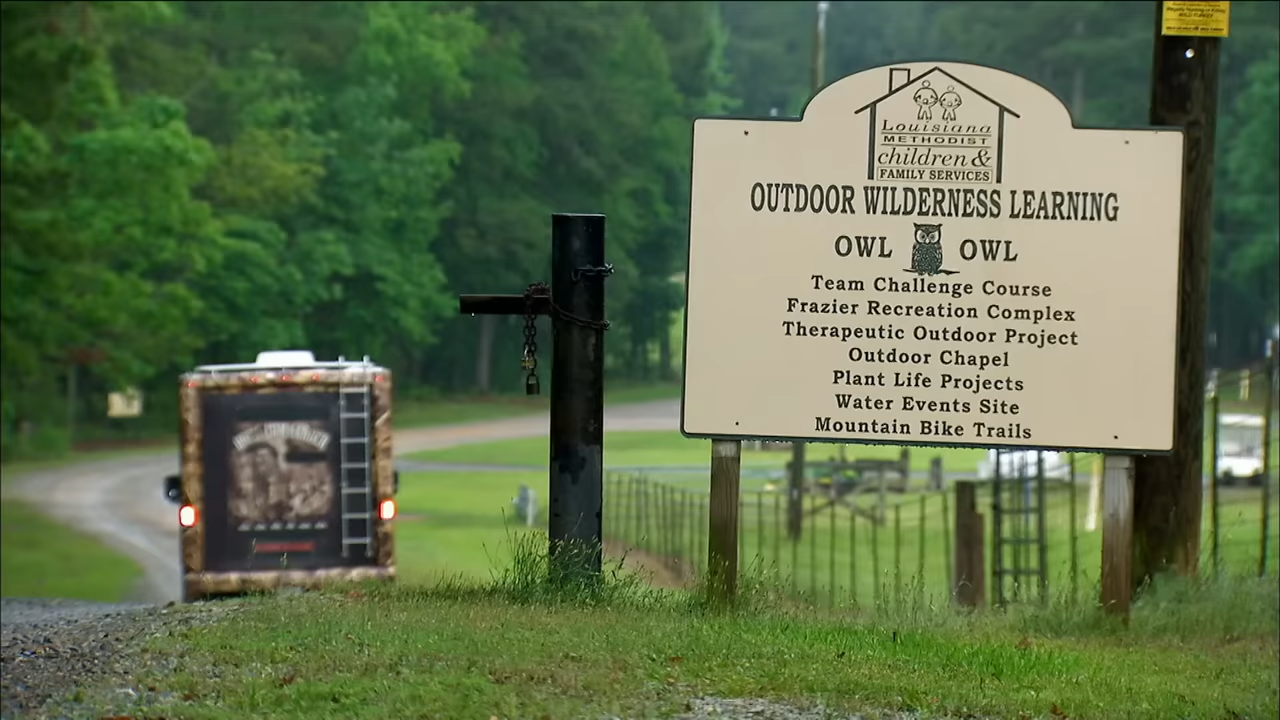 Louisiana
METHODIST
children &
FAMILY SERVICES
OUTDOOR WILDERNESS LEARNING
OWL OWL
Team Challenge Course
Frazier Recreation Complex
Therapeutic Outdoor Project
Outdoor Chapel
Plant Life Projects
Water Events Site
Mountain Bike Trails